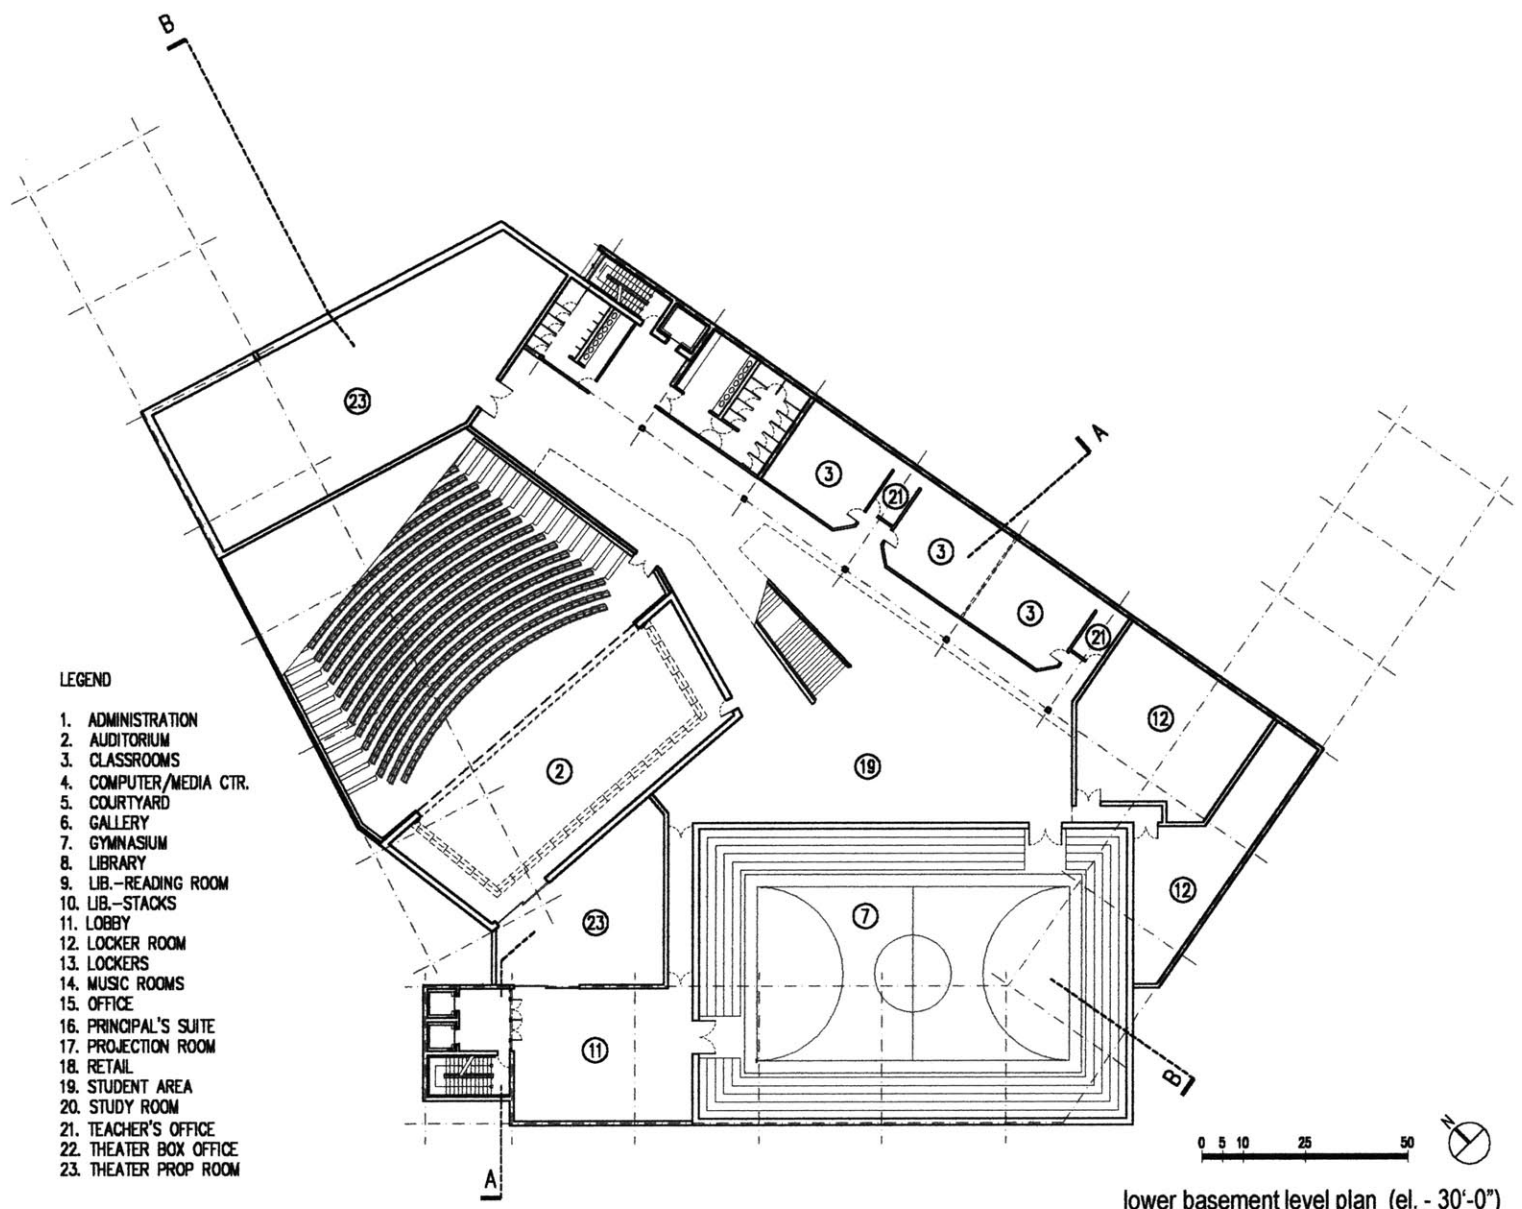 B
A
23
3
21
3
3
21
12
LEGEND
1. ADMINISTRATION
2. AUDITORIUM
3. CLASSROOMS
4. COMPUTER/MEDIA CTR.
5. COURTYARD
6. GALLERY
7. GYMNASIUM
8. LIBRARY
9. LIB.-READING ROOM
10. LIB.-STACKS
11. LOBBY
12. LOCKER ROOM
13. LOCKERS
14. MUSIC ROOMS
15. OFFICE
16. PRINCIPAL'S SUITE
17. PROJECTION ROOM
18. RETAIL
19. STUDENT AREA
20. STUDY ROOM
21. TEACHER'S OFFICE
22. THEATER BOX OFFICE
23. THEATER PROP ROOM
2
19
12
7
23
11
B
A
N
0 5 10 25 50
lower basement level plan (el. - 30'-0")